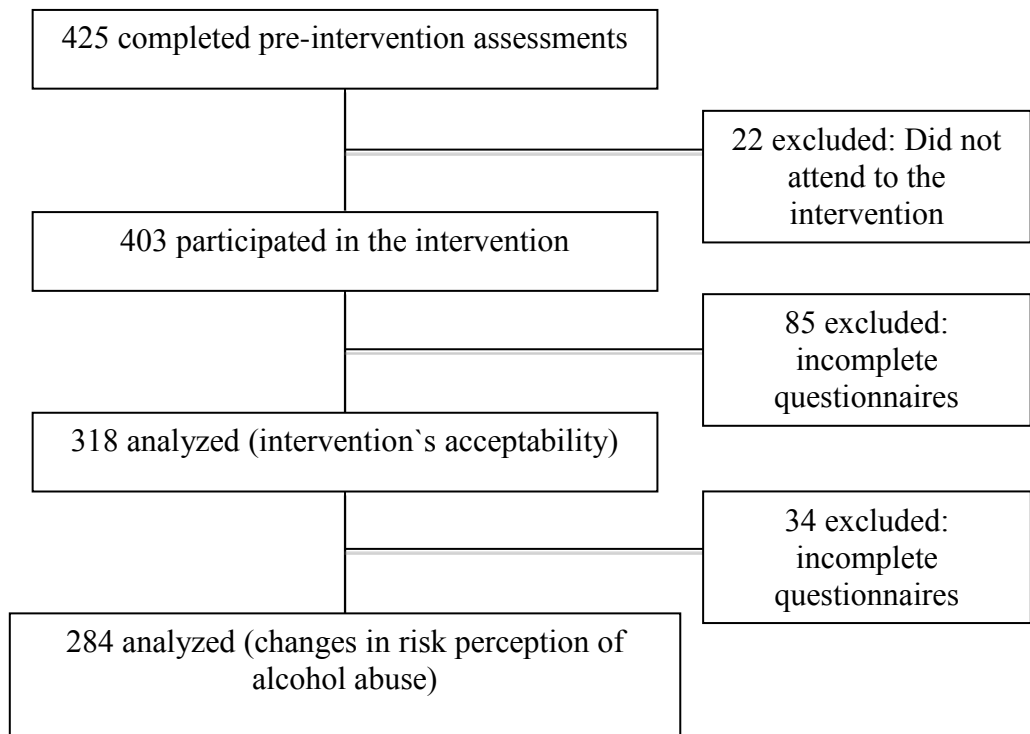 425 completed pre-intervention assessments
22 excluded: Did not
attend to the
intervention
403 participated in the intervention
85 excluded:
incomplete
questionnaires
318 analyzed (intervention`s acceptability)
34 excluded:
incomplete
questionnaires
284 analyzed (changes in risk perception of
alcohol abuse)